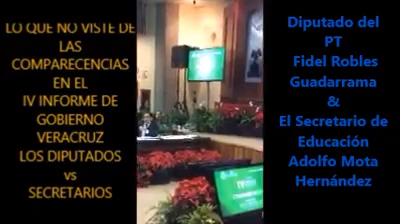 LO QUE NO VISTE DE
LAS
COMPARECENCIAS
EN EL
IV INFORME DE
GOBIERNO
VERACRUZ
LOS DIPUTADOS
vs
SECRETARIOS
Diputado del
PT
Fidel Robles
Guadarrama
&
El Secretario de
Educación
Adolfo Mota
Hernández
IV